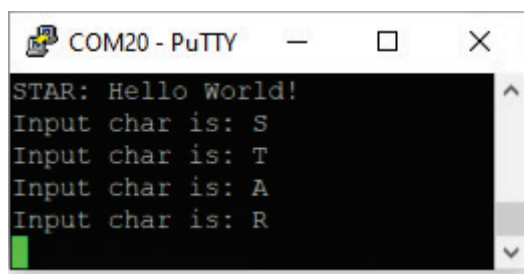 COM20 - PuTTY
STAR: Hello World!
Input char is: S
Input char is: T
Input char is: A
Input char is: R